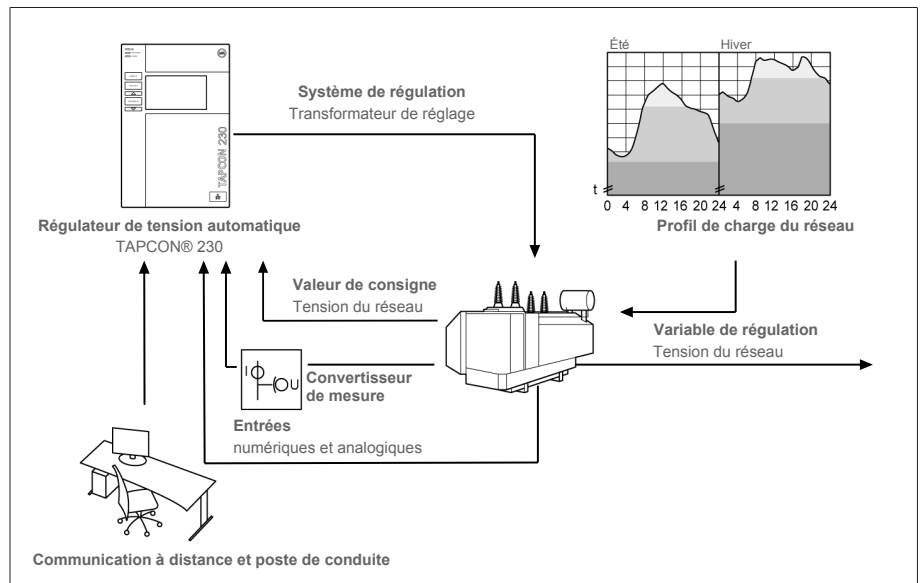 Été
Hiver
Système de régulation
Transformateur de réglage
TAPCON 230
t
0 4 8 12 16 20 24 4 8 12 16 20 24
Profil de charge du réseau
Régulateur de tension automatique
TAPCON® 230
Valeur de consigne
Tension du réseau
Variable de régulation
Tension du réseau
I
U
Convertisseur
de mesure
Entrées
numériques et analogiques
Communication à distance et poste de conduite